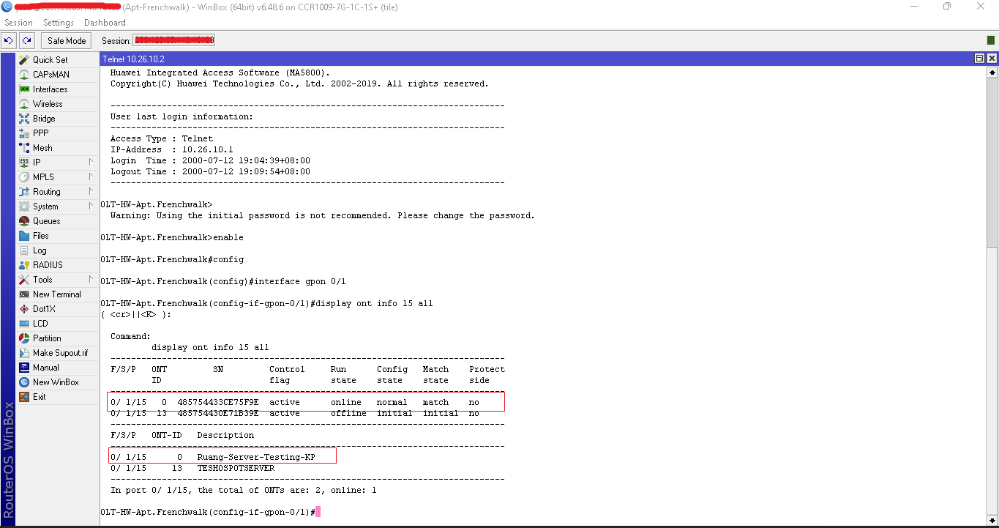 (Apt-Frenchwalk) - WinBox (64bit) v6.48.6 on CCR1009-7G-1C-1S+ (tile)
Session Settings Dashboard
Safe Mode Session:
Quick Set
CAPsMAN
Interfaces
Wireless
Bridge
PPP
Mesh
IP
MPLS
Routing
System
Queues
Files
Log
RADIUS
Tools
New Terminal
Dot1X
LCD
Partition
Make Supout.rif
Manual
New WinBox
Exit
RouterOS WinBox
Telnet 10.26.10.2
Huawei Integrated Access Software (MA5800).
Copyright(C) Huawei Technologies Co., Ltd. 2002-2019. All rights reserved.
-----------------------------------------------------------------------------
User last login information:
-----------------------------------------------------------------------------
Access Type : Telnet
IP-Address  : 10.26.10.1
Login  Time : 2000-07-12 19:04:39+08:00
Logout Time : 2000-07-12 19:09:54+08:00
-----------------------------------------------------------------------------
OLT-HW-Apt.Frenchwalk>
Warning: Using the initial password is not recommended. Please change the password.
OLT-HW-Apt.Frenchwalk>enable
OLT-HW-Apt.Frenchwalk#config
OLT-HW-Apt.Frenchwalk(config)#interface gpon 0/1
OLT-HW-Apt.Frenchwalk(config-if-gpon-0/1)#display ont info 15 all
{ <cr>||<K> }:
Command:
display ont info 15 all
-----------------------------------------------------------------------------
F/S/P   ONT         SN         Control     Run      Config   Match    Protect
ID                     flag        state    state    state    side
-----------------------------------------------------------------------------
0/ 1/15   0  485754433CE75F9E  active      online   normal   match    no
0/ 1/15  13  485754430E71B39E  active      offline  initial  initial  no
-----------------------------------------------------------------------------
F/S/P   ONT-ID   Description
-----------------------------------------------------------------------------
0/ 1/15      0   Ruang-Server-Testing-KP
0/ 1/15     13   TESHOSPOTSERVER
-----------------------------------------------------------------------------
In port 0/ 1/15, the total of ONTs are: 2, online: 1
OLT-HW-Apt.Frenchwalk(config-if-gpon-0/1)#